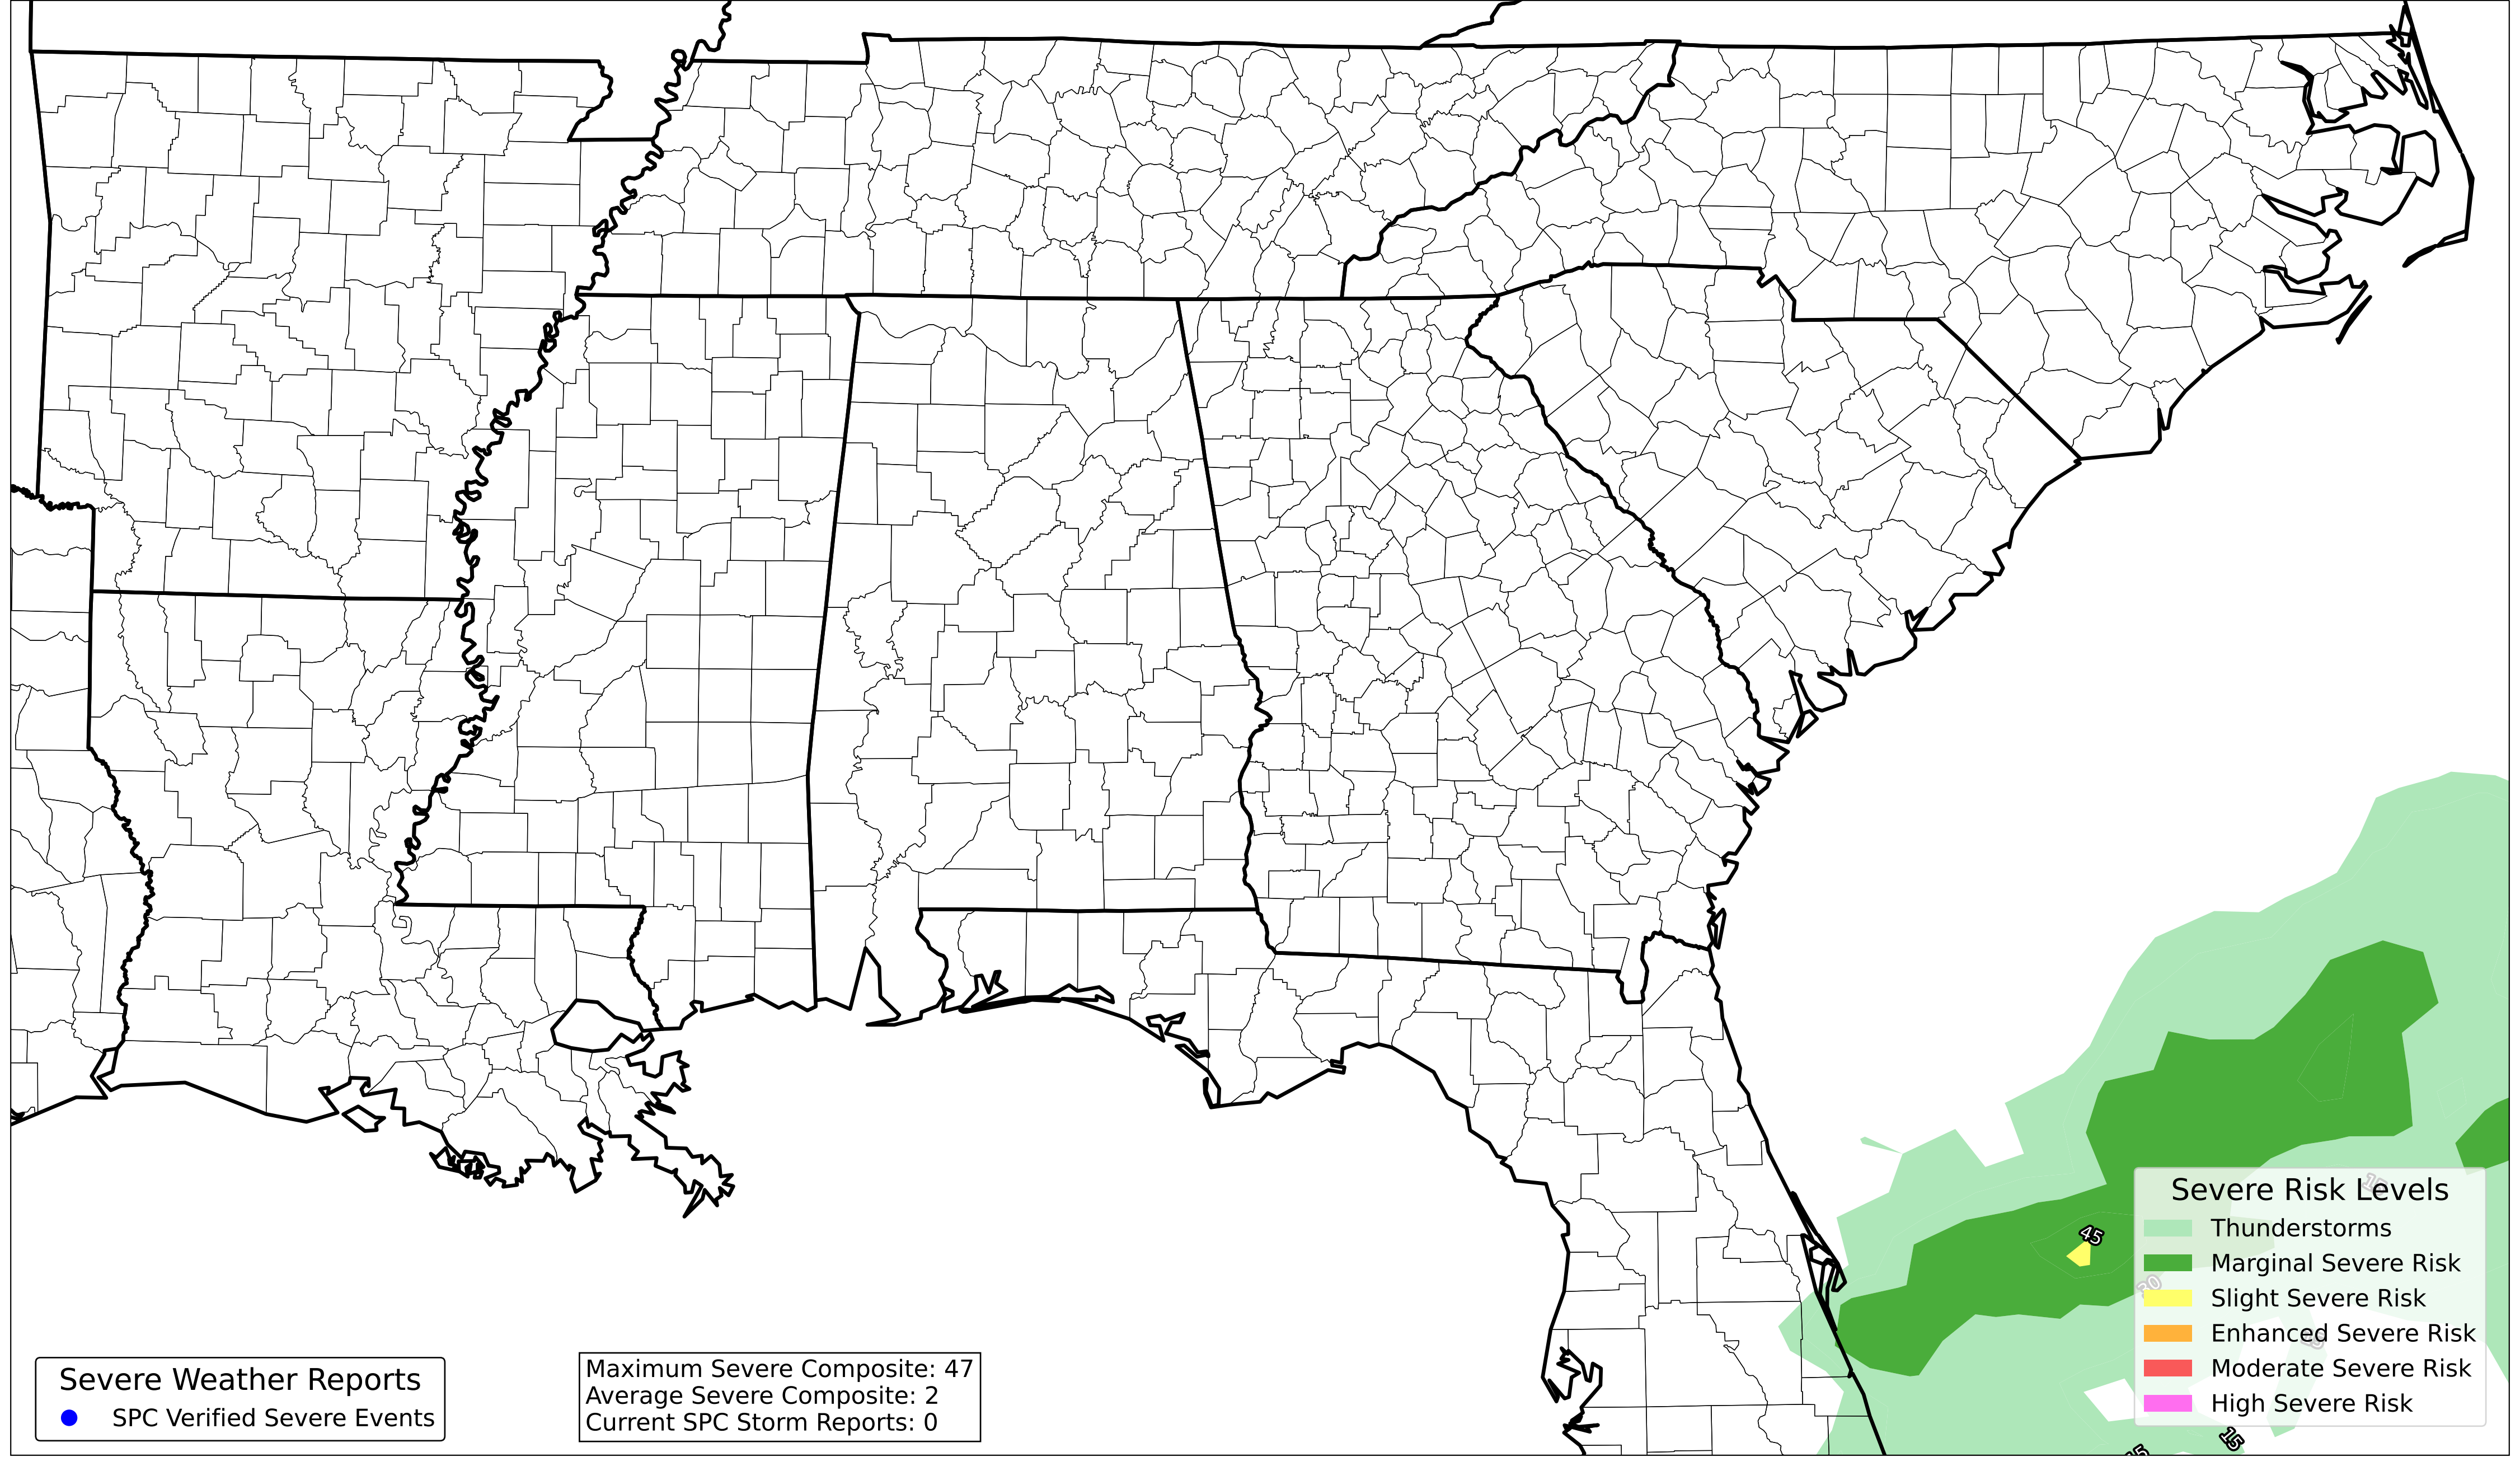 45
Severe Risk Levels
Thunderstorms
Marginal Severe Risk
Slight Severe Risk
Enhanced Severe Risk
Moderate Severe Risk
High Severe Risk
30
15
Severe Weather Reports
SPC Verified Severe Events
Maximum Severe Composite: 47
Average Severe Composite: 2
Current SPC Storm Reports: 0